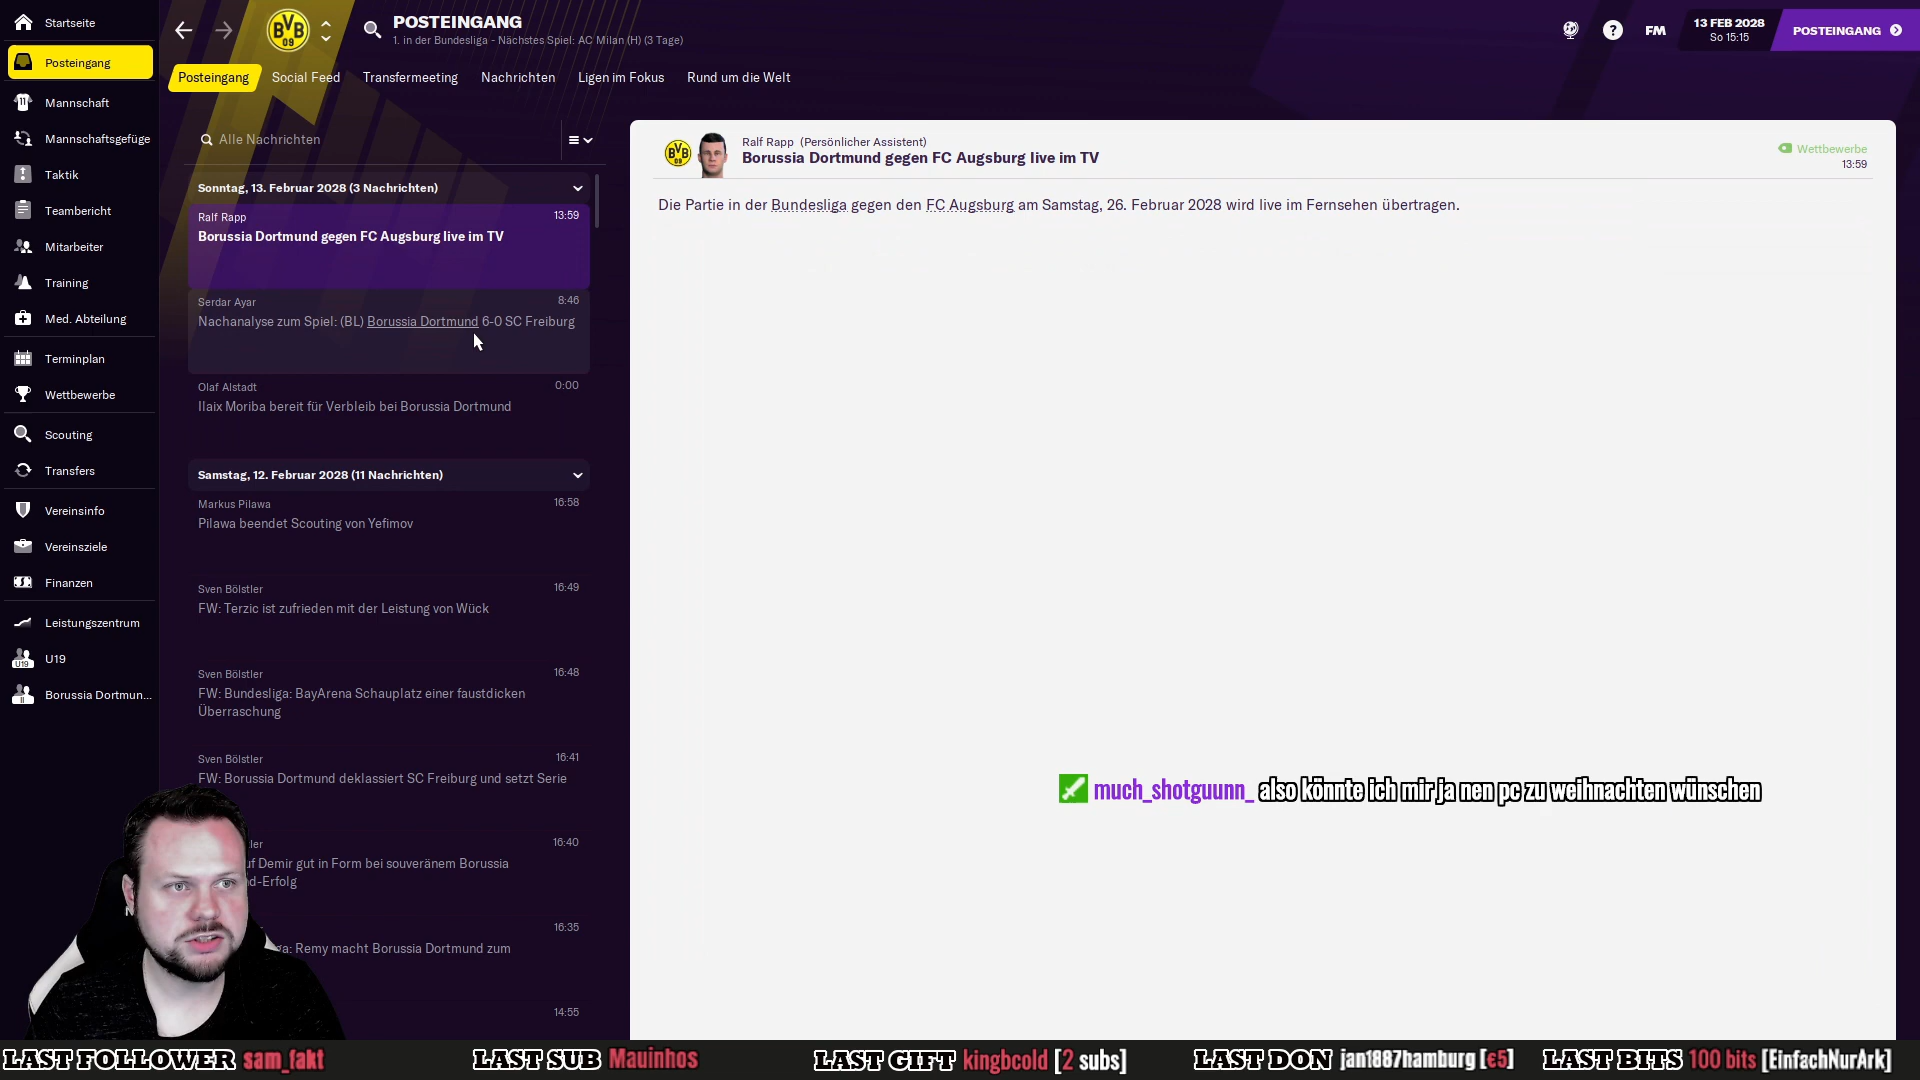 Startseite
Posteingang
Mannschaft
Mannschaftsgefüge
Taktik
Teambericht
Mitarbeiter
Training
Med. Abteilung
Terminplan
Wettbewerbe
Scouting
Transfers
Vereinsinfo
Vereinsziele
Finanzen
Leistungszentrum
U19
Borussia Dortmun...
POSTEINGANG
1. in der Bundesliga - Nächstes Spiel: AC Milan (H) (3 Tage)
FM
13 FEB 2028
So 15:15
POSTEINGANG
Posteingang
Social Feed
Transfermeeting
Nachrichten
Ligen im Fokus
Rund um die Welt
Alle Nachrichten
Sonntag, 13. Februar 2028 (3 Nachrichten)
Ralf Rapp 13:59
Borussia Dortmund gegen FC Augsburg live im TV
Serdar Ayar 8:46
Nachanalyse zum Spiel: (BL) Borussia Dortmund 6-0 SC Freiburg
Olaf Alstadt 0:00
Ilaix Moriba bereit für Verbleib bei Borussia Dortmund
Samstag, 12. Februar 2028 (11 Nachrichten)
Markus Pilawa 16:58
Pilawa beendet Scouting von Yefimov
Sven Bölstler 16:49
FW: Terzic ist zufrieden mit der Leistung von Wück
Sven Bölstler 16:48
FW: Bundesliga: BayArena Schauplatz einer faustdicken
Überraschung
Sven Bölstler 16:41
FW: Borussia Dortmund deklassiert SC Freiburg und setzt Serie
16:40
Demir gut in Form bei souveränem Borussia
16:35
Remy macht Borussia Dortmund zum
14:55
Ralf Rapp (Persönlicher Assistent)
Borussia Dortmund gegen FC Augsburg live im TV
Wettbewerbe
13:59
Die Partie in der Bundesliga gegen den FC Augsburg am Samstag, 26. Februar 2028 wird live im Fernsehen übertragen.
much_shotguunn_ also könnte ich mir ja nen pc zu weihnachten wünschen
LAST FOLLOWER sam_fakt
LAST SUB Mauinhos
LAST GIFT kingbcold [2 subs]
LAST DON jan1887hamburg [€5]
LAST BITS 100 bits [EinfachNurArk]